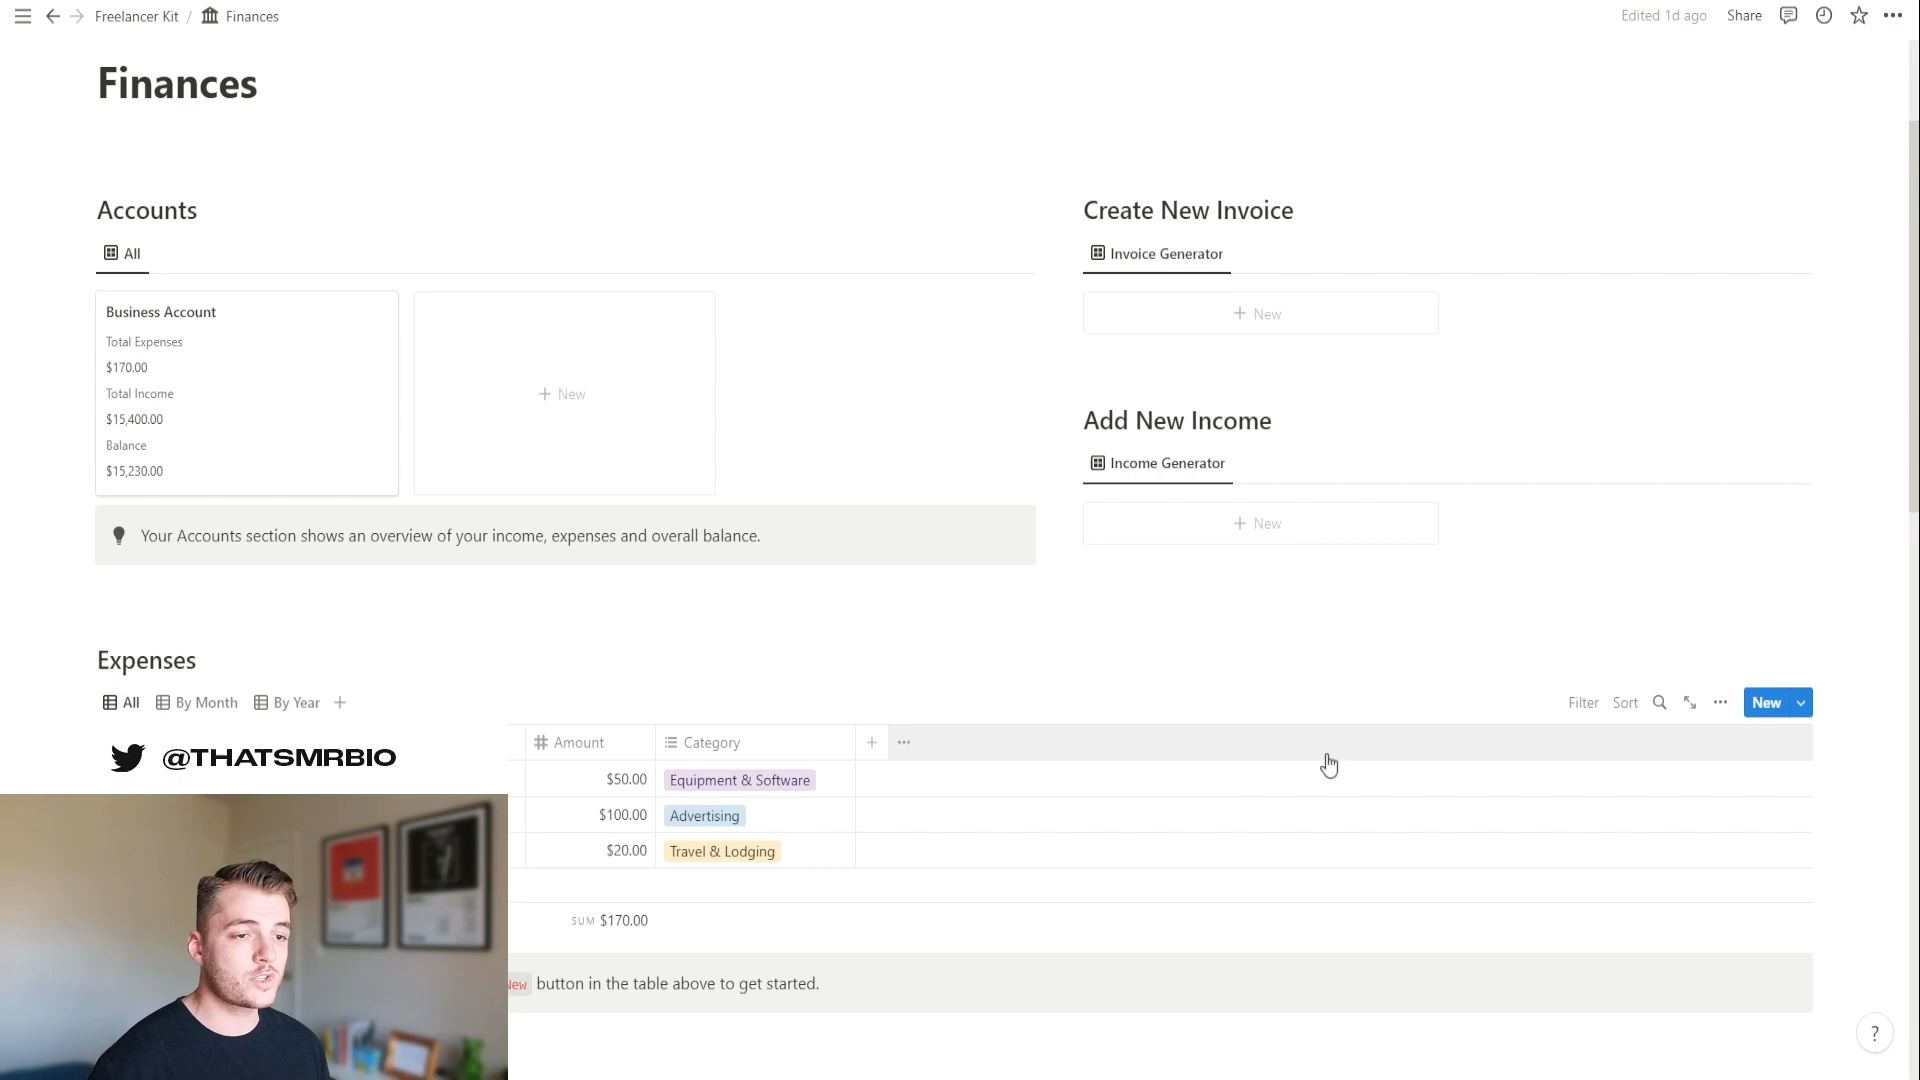 Freelancer Kit / Finances
Edited 1d ago Share
Finances
Accounts
All
Business Account
Total Expenses
$170.00
Total Income
$15,400.00
Balance
$15,230.00
+ New
Your Accounts section shows an overview of your income, expenses and overall balance.
Create New Invoice
Invoice Generator
+ New
Add New Income
Income Generator
+ New
Expenses
All By Month By Year +
Filter Sort New
Amount Category +
$50.00 Equipment & Software
$100.00 Advertising
$20.00 Travel & Lodging
SUM $170.00
New button in the table above to get started.
@THATSMRBIO
?